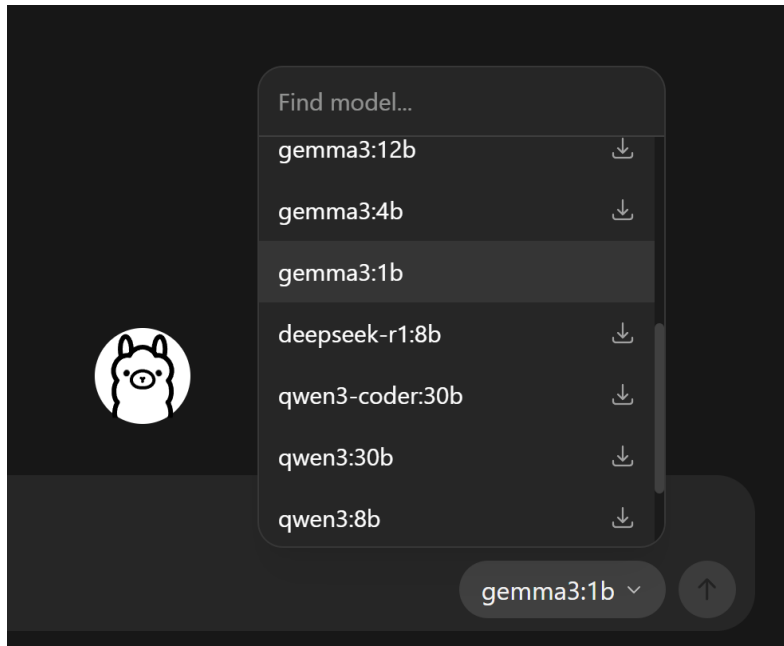 Find model...
gemma3:12b
gemma3:4b
gemma3:1b
deepseek-r1:8b
qwen3-coder:30b
qwen3:30b
qwen3:8b
gemma3:1b